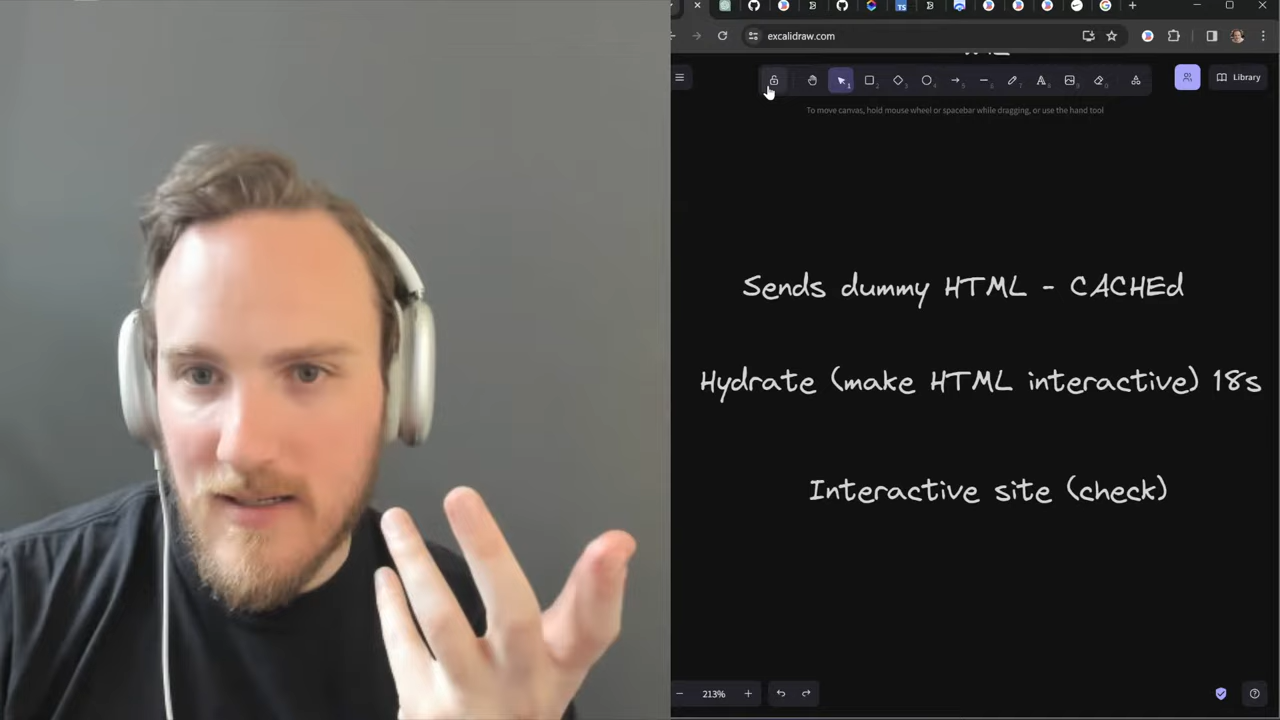 excalidraw.com
Library
To move canvas, hold mouse wheel or spacebar while dragging, or use the hand tool
Sends dummy HTML - CACHEd
Hydrate (make HTML interactive) 18s
Interactive site (check)
213%